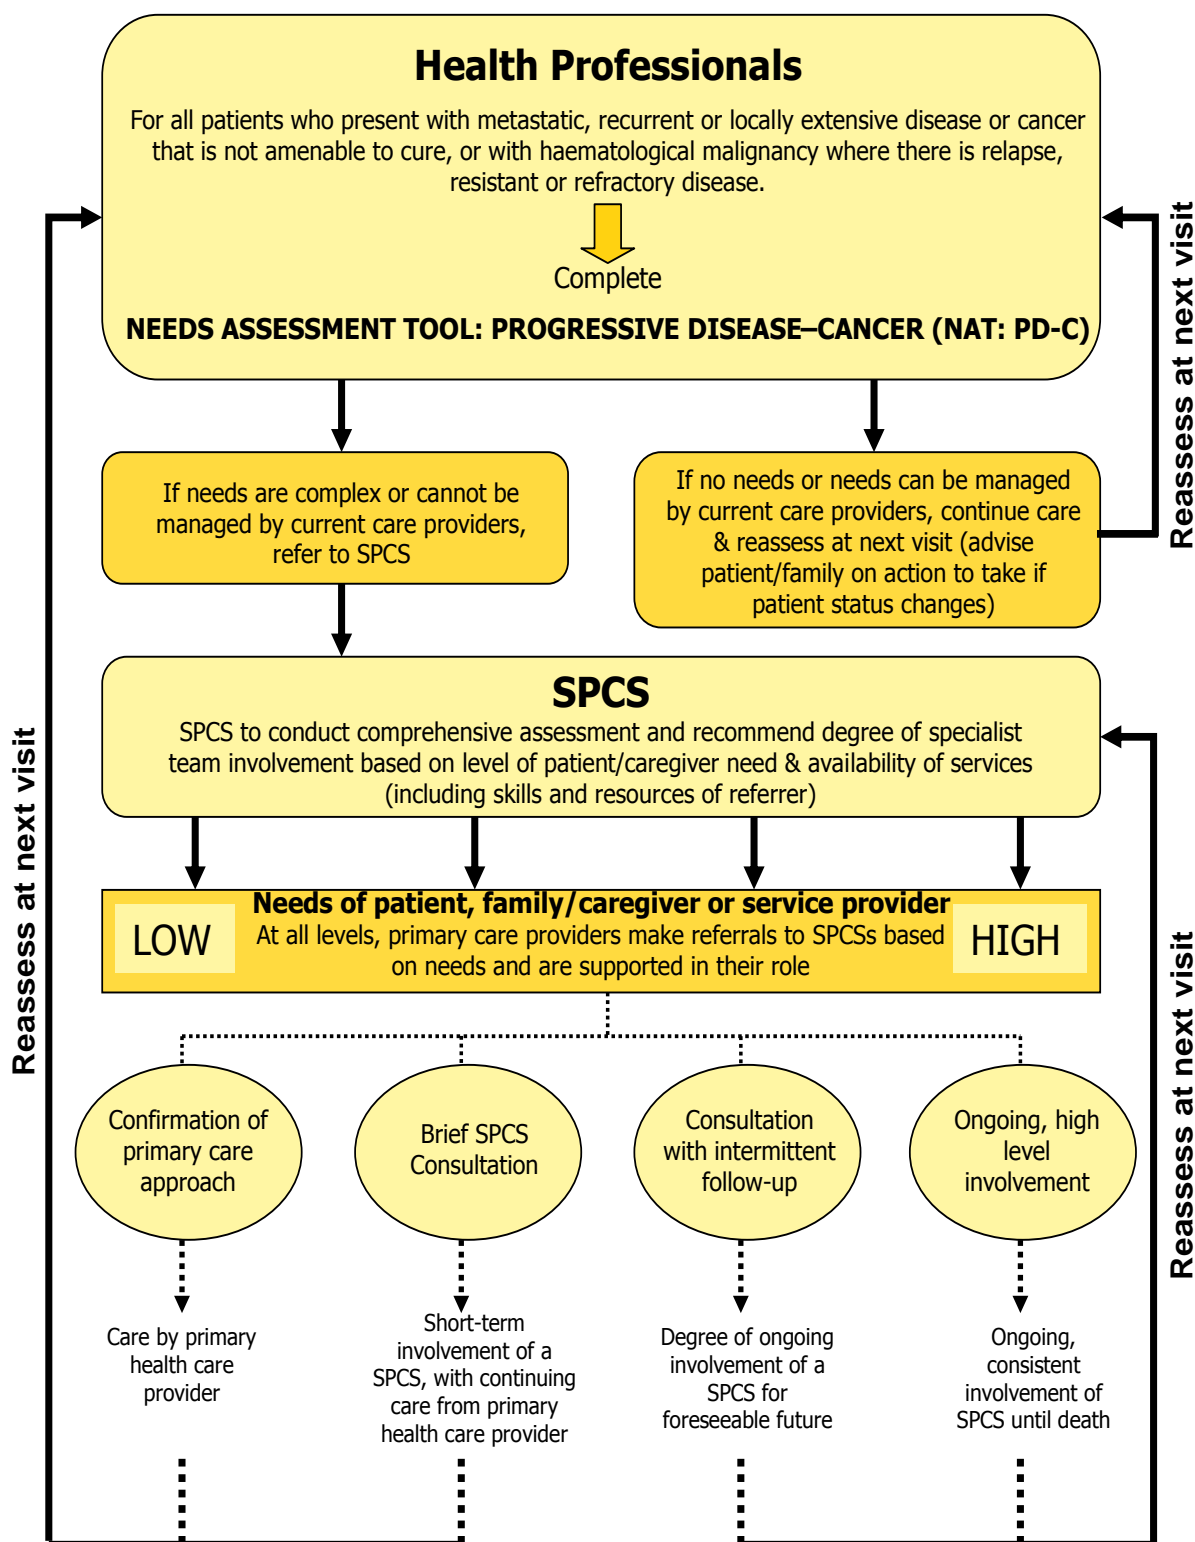 Health Professionals
For all patients who present with metastatic, recurrent or locally extensive disease or cancer
that is not amenable to cure, or with haematological malignancy where there is relapse,
resistant or refractory disease.
Complete
NEEDS ASSESSMENT TOOL: PROGRESSIVE DISEASE–CANCER (NAT: PD-C)
Reassess at next visit
If needs are complex or cannot be
managed by current care providers,
refer to SPCS
If no needs or needs can be managed
by current care providers, continue care
& reassess at next visit (advise
patient/family on action to take if
patient status changes)
SPCS
SPCS to conduct comprehensive assessment and recommend degree of specialist
team involvement based on level of patient/caregiver need & availability of services
(including skills and resources of referrer)
Reassess at next visit
LOW
Needs of patient, family/caregiver or service provider
At all levels, primary care providers make referrals to SPCSs based
on needs and are supported in their role
HIGH
Reassess at next visit
Confirmation of
primary care
approach
Brief SPCS
Consultation
Consultation
with intermittent
follow-up
Ongoing, high
level
involvement
Care by primary
health care
provider
Short-term
involvement of a
SPCS, with continuing
care from primary
health care provider
Degree of ongoing
involvement of a
SPCS for
foreseeable future
Ongoing,
consistent
involvement of
SPCS until death